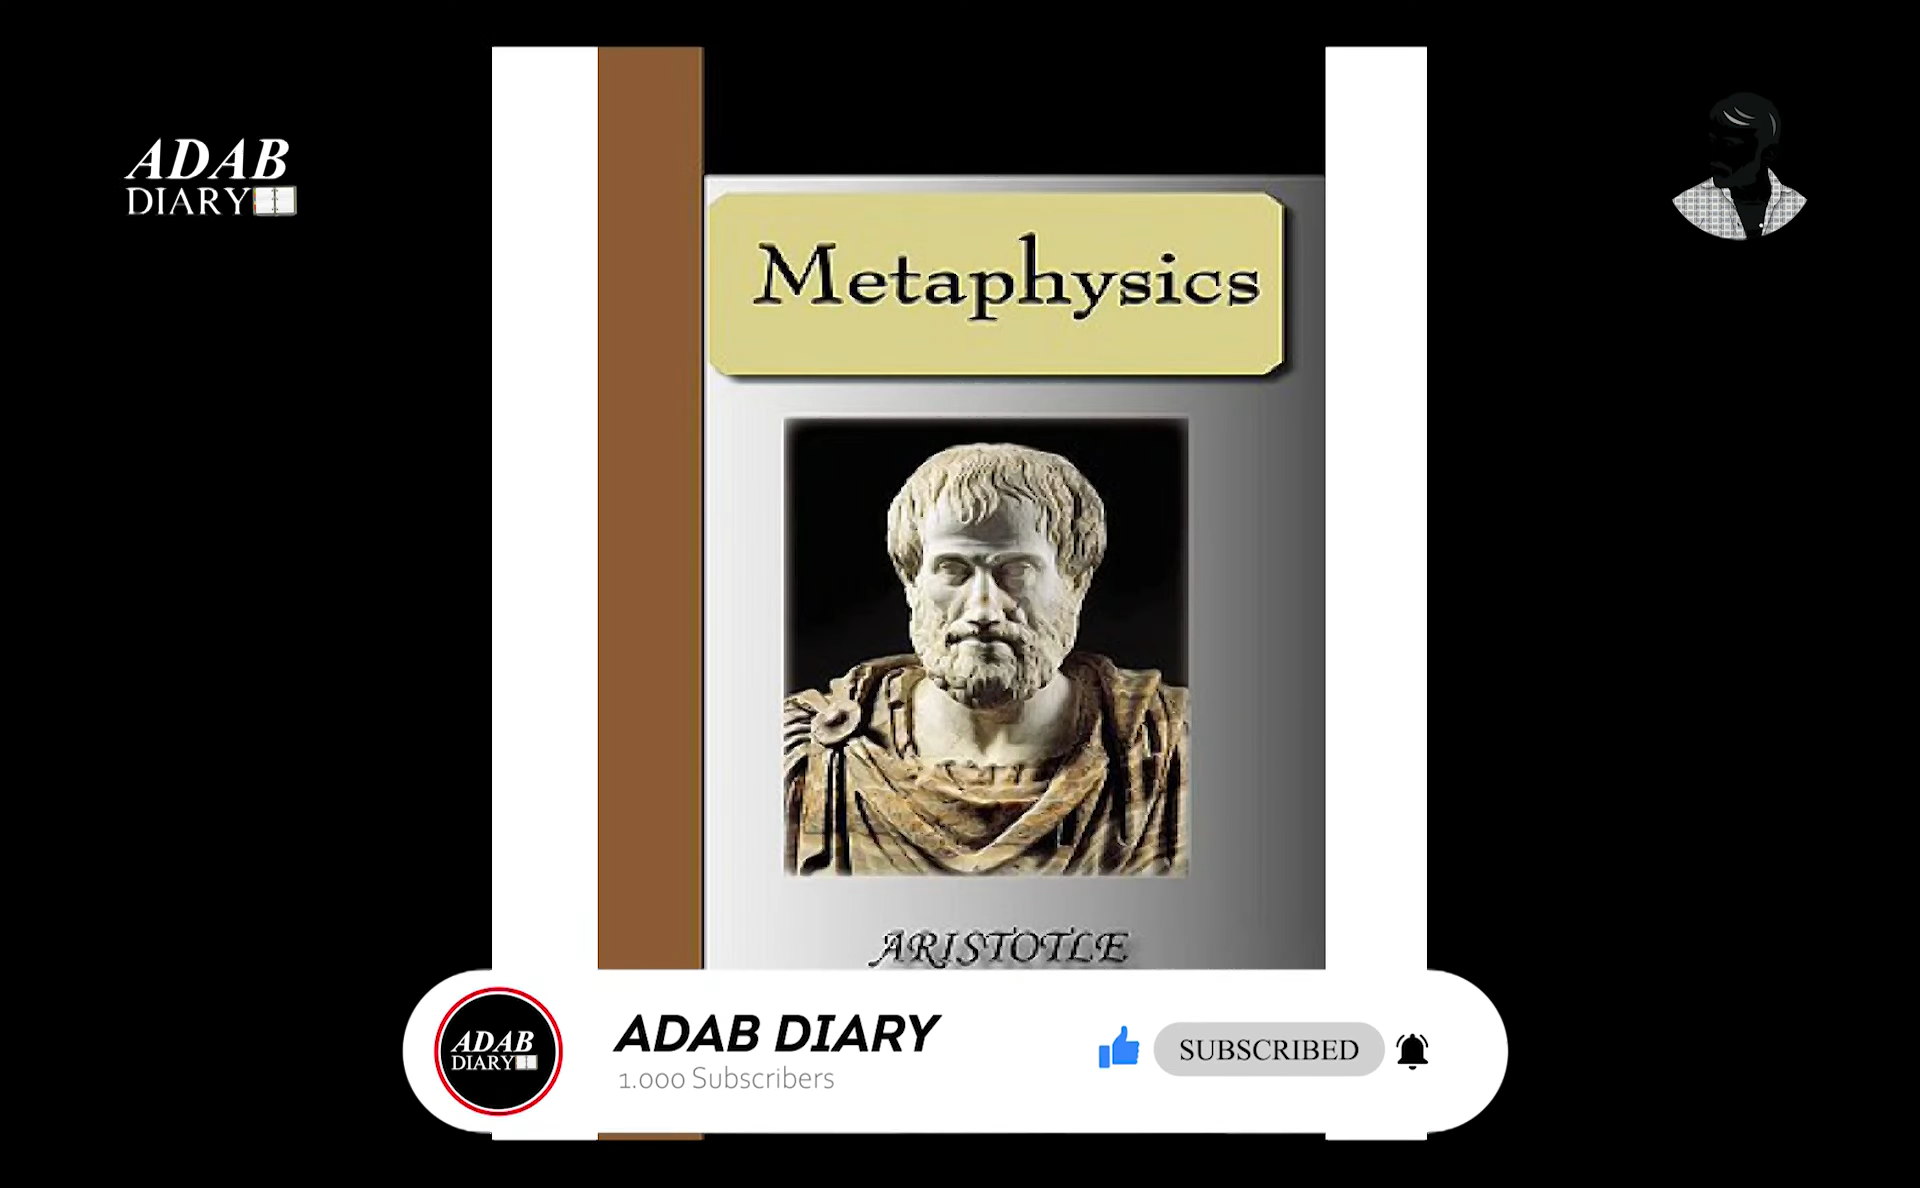 ADAB
DIARY
Metaphysics
ARISTOTLE
ADAB
DIARY
ADAB DIARY
1.000 Subscribers
SUBSCRIBED